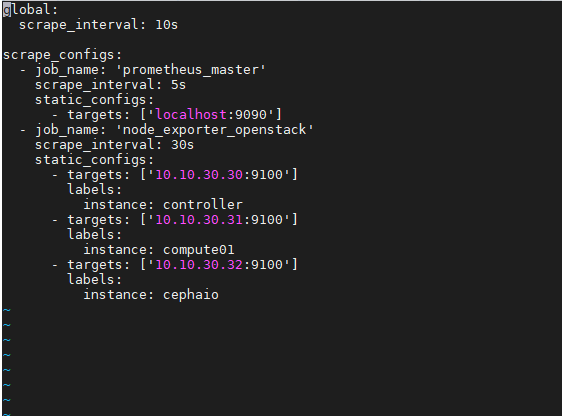 global:
  scrape_interval: 10s

scrape_configs:
  - job_name: 'prometheus_master'
    scrape_interval: 5s
    static_configs:
      - targets: ['localhost:9090']
  - job_name: 'node_exporter_openstack'
    scrape_interval: 30s
    static_configs:
      - targets: ['10.10.30.30:9100']
        labels:
          instance: controller
      - targets: ['10.10.30.31:9100']
        labels:
          instance: compute01
      - targets: ['10.10.30.32:9100']
        labels:
          instance: cephaio
~
~
~
~
~
~
~
~